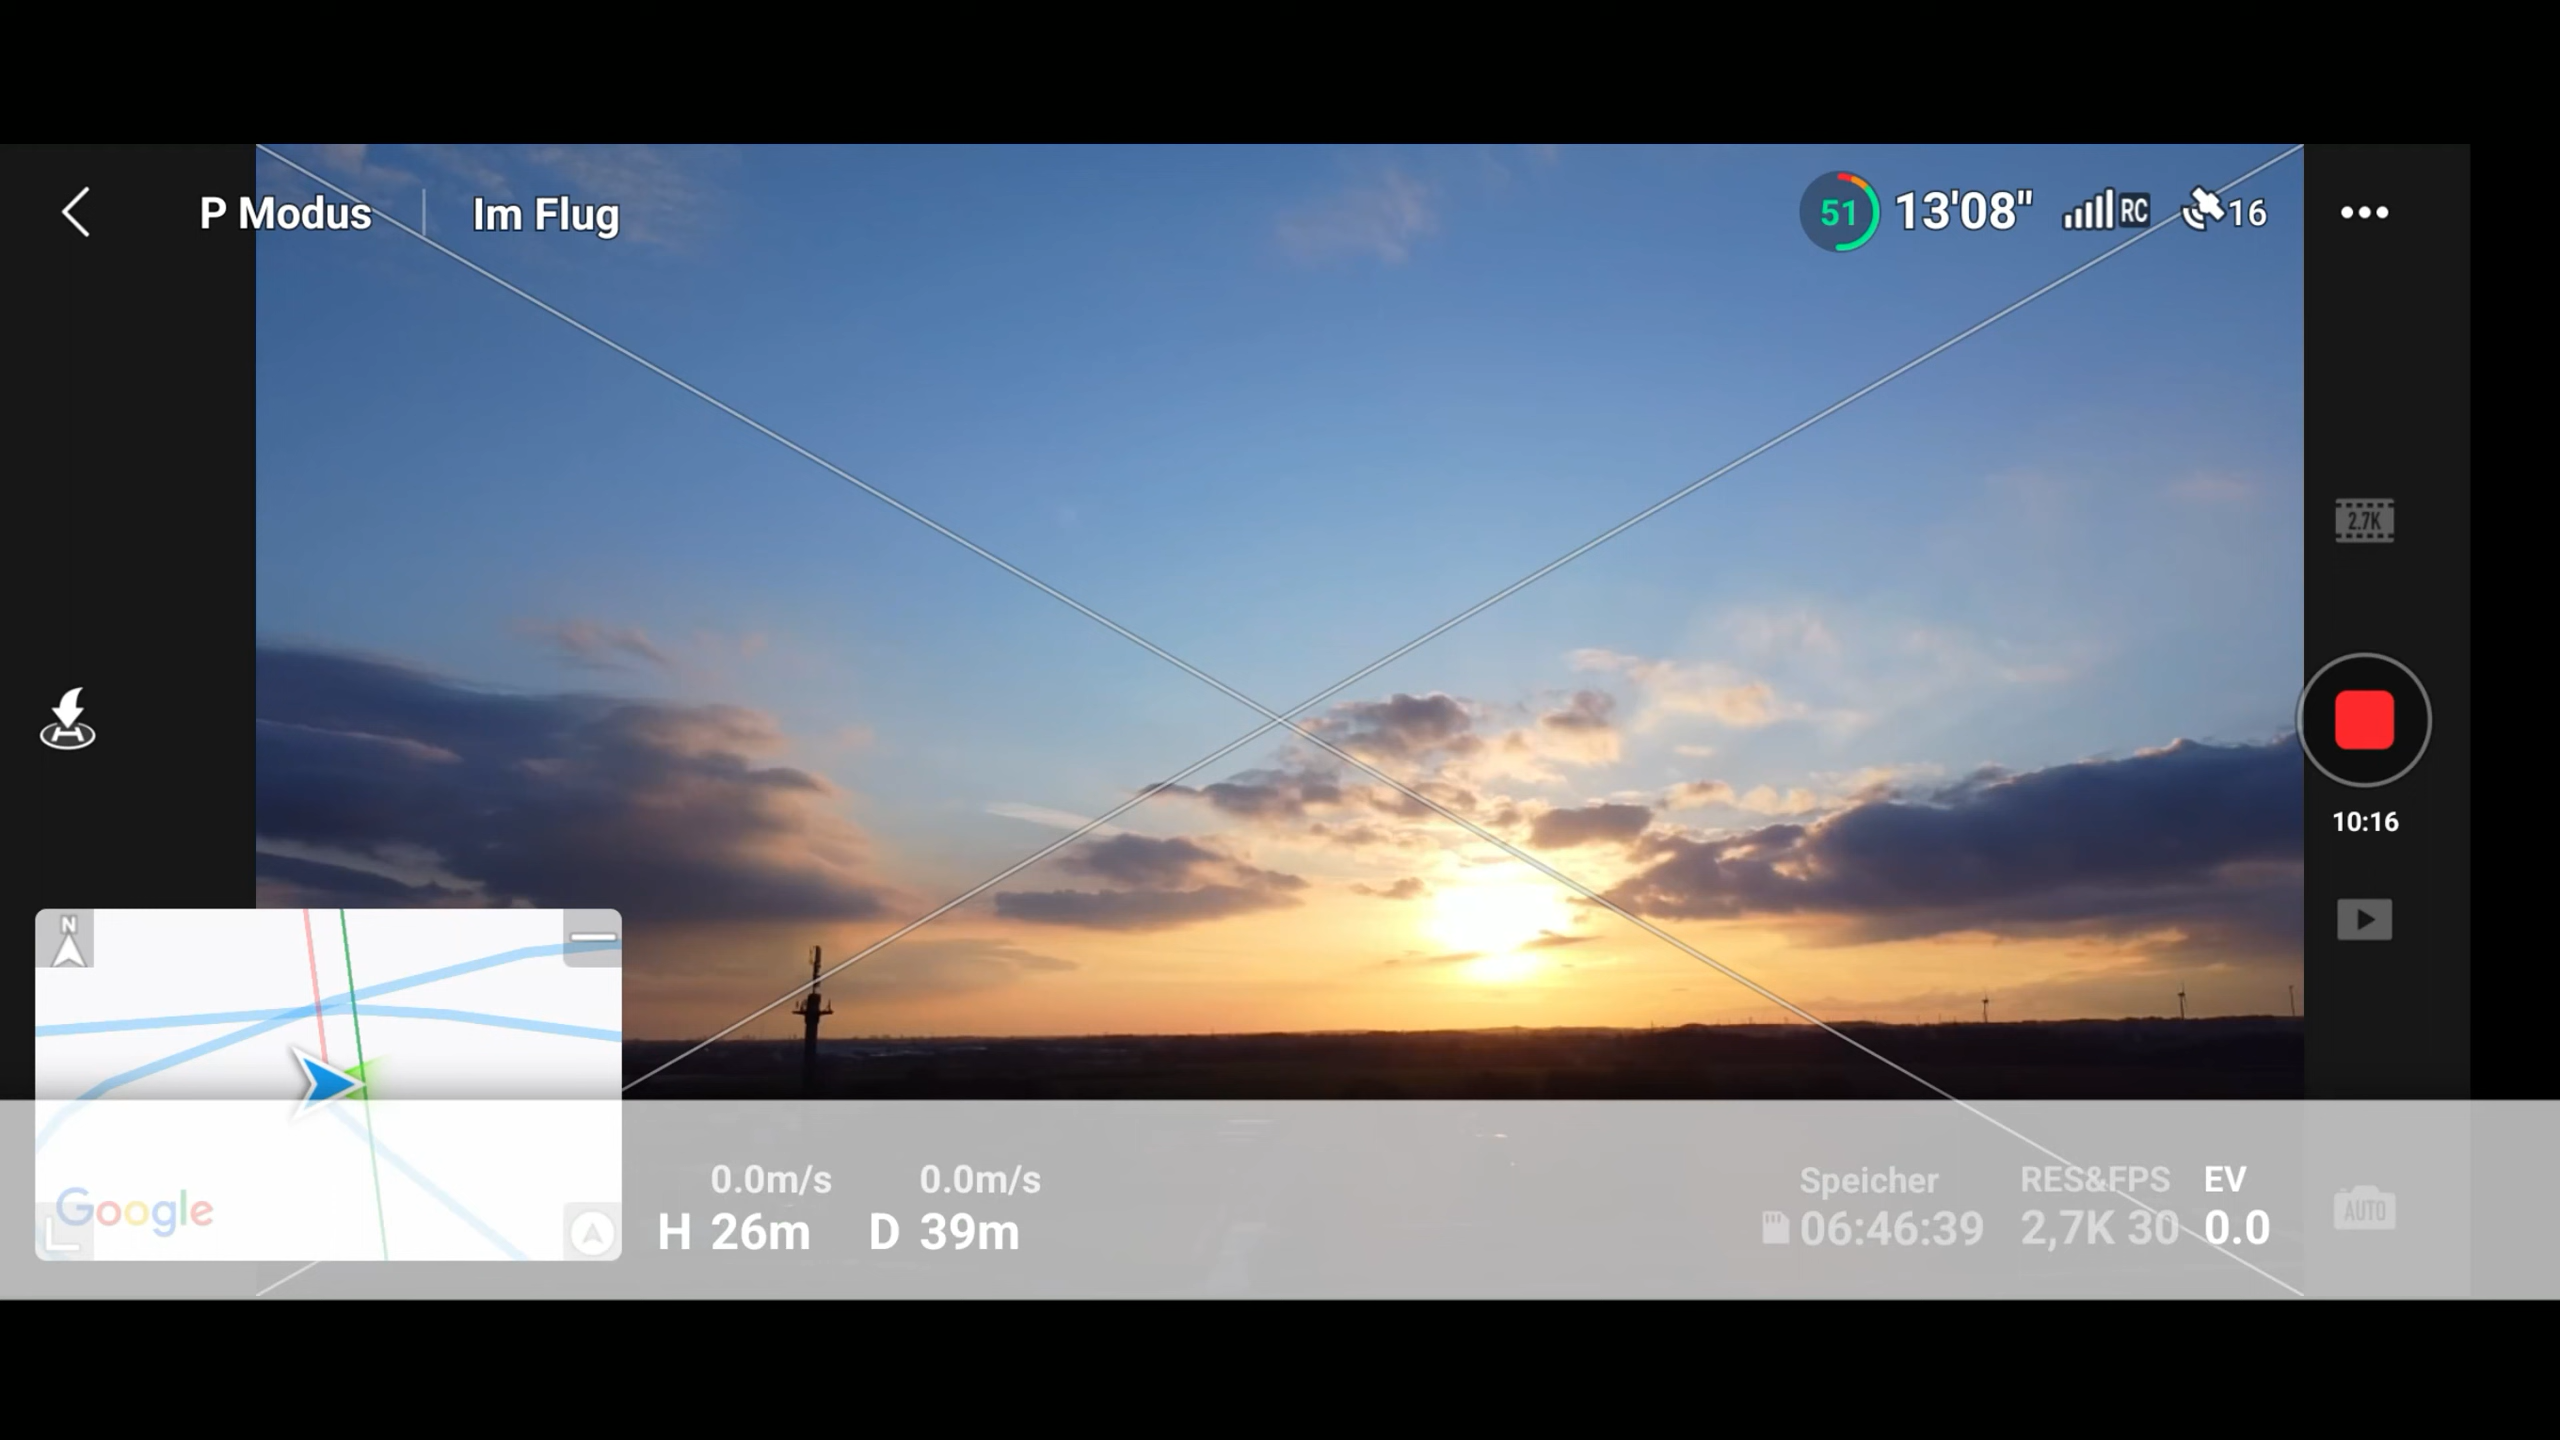 P Modus | Im Flug
51 13'08" RC 16
2.7K
10:16
N
Google
0.0m/s 0.0m/s
H 26m D 39m
Speicher RES&FPS EV
06:46:39 2,7K 30 0.0
AUTO